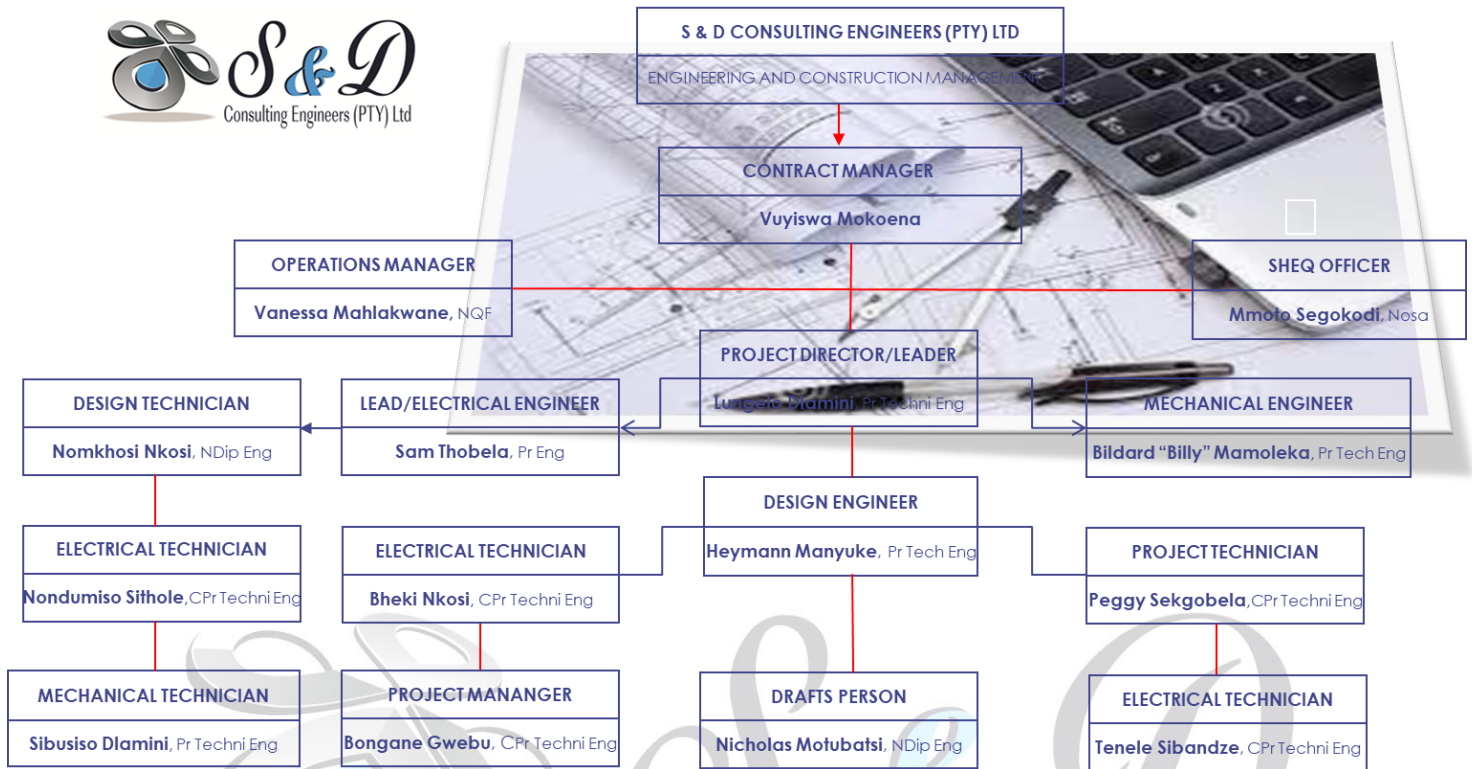 S & D
Consulting Engineers (PTY) Ltd
S & D CONSULTING ENGINEERS (PTY) LTD
ENGINEERING AND CONSTRUCTION MANAGEMENT
CONTRACT MANAGER
Vuyiswa Mokoena
OPERATIONS MANAGER
Vanessa Mahlakwane, NQF
SHEQ OFFICER
Mmoto Segokodi, Nosa
PROJECT DIRECTOR/LEADER
Lungelo Dlamini, Pr Techni Eng
DESIGN TECHNICIAN
Nomkhosi Nkosi, NDip Eng
LEAD/ELECTRICAL ENGINEER
Sam Thobela, Pr Eng
MECHANICAL ENGINEER
Bildard “Billy” Mamoleka, Pr Tech Eng
DESIGN ENGINEER
Heymann Manyuke, Pr Tech Eng
ELECTRICAL TECHNICIAN
Nondumiso Sithole,CPr Techni Eng
ELECTRICAL TECHNICIAN
Bheki Nkosi, CPr Techni Eng
PROJECT TECHNICIAN
Peggy Sekgobela,CPr Techni Eng
MECHANICAL TECHNICIAN
Sibusiso Dlamini, Pr Techni Eng
PROJECT MANANGER
Bongane Gwebu, CPr Techni Eng
DRAFTS PERSON
Nicholas Motubatsi, NDip Eng
ELECTRICAL TECHNICIAN
Tenele Sibandze, CPr Techni Eng
S & D